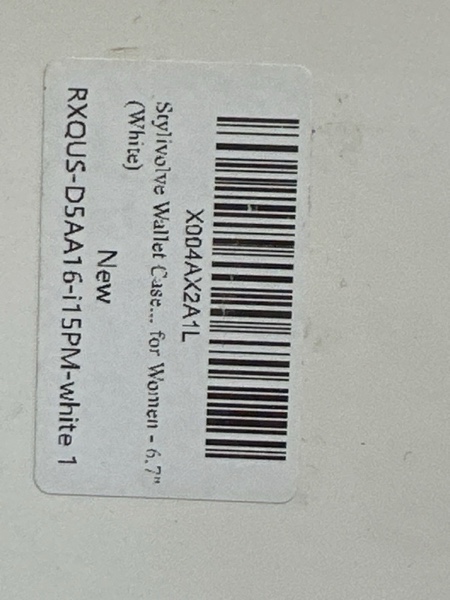 X004AX2A1L
Stylivolve Wallet Case... for Women - 6.7"
(White)
New
RXQUS-D5AA16-i15PM-white 1